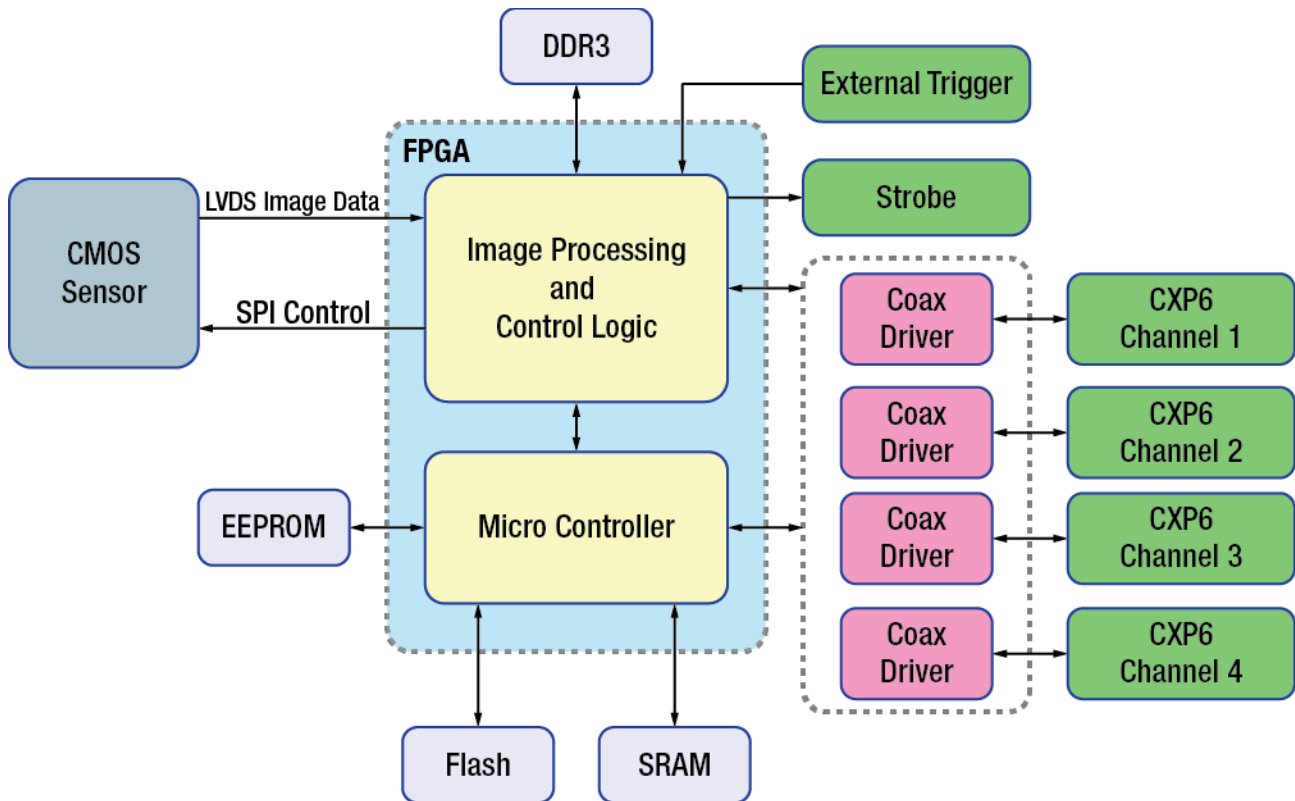 DDR3
External Trigger
FPGA
LVDS Image Data
Strobe
CMOS
Sensor
Image Processing
and
Control Logic
SPI Control
Coax
Driver
CXP6
Channel 1
Coax
Driver
CXP6
Channel 2
EEPROM
Micro Controller
Coax
Driver
CXP6
Channel 3
Coax
Driver
CXP6
Channel 4
Flash
SRAM